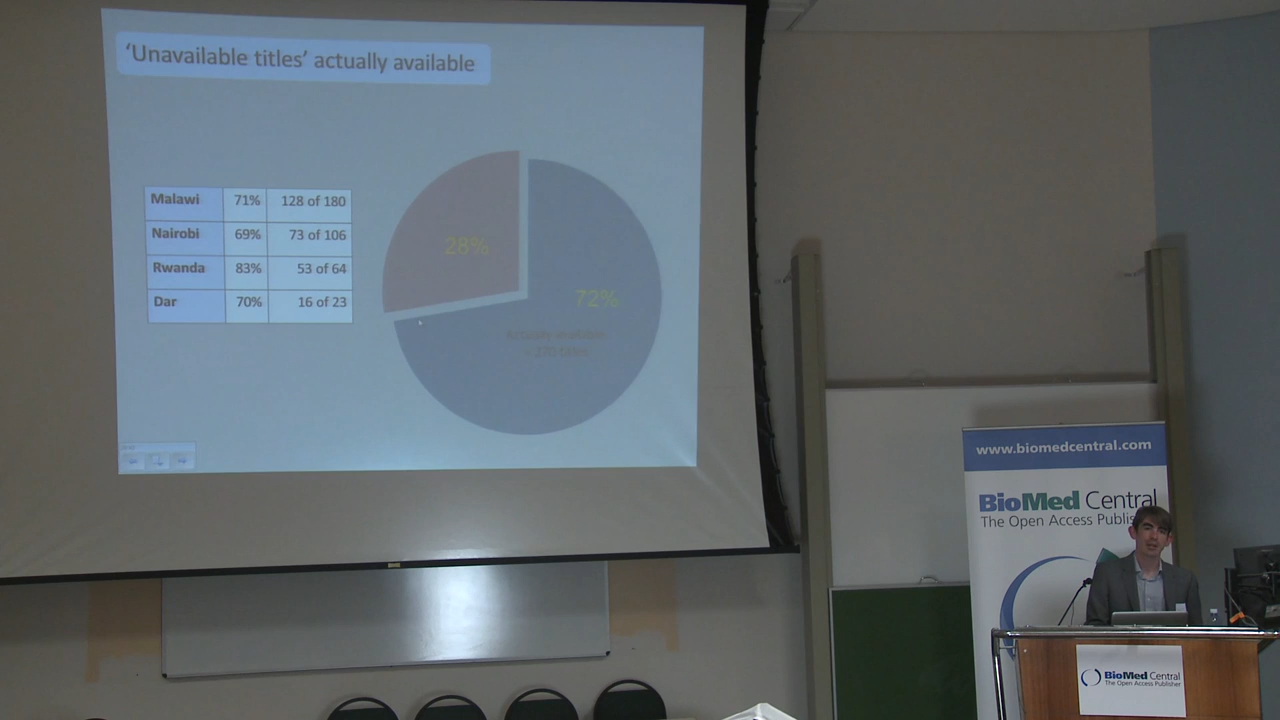 'Unavailable titles' actually available
Malawi 71% 128 of 180
Nairobi 69% 73 of 106
Rwanda 83% 53 of 64
Dar 70% 16 of 23
28%
72%
www.biomedcentral.com
BioMed Central
The Open Access Publis
BioMed Central
The Open Access Publisher